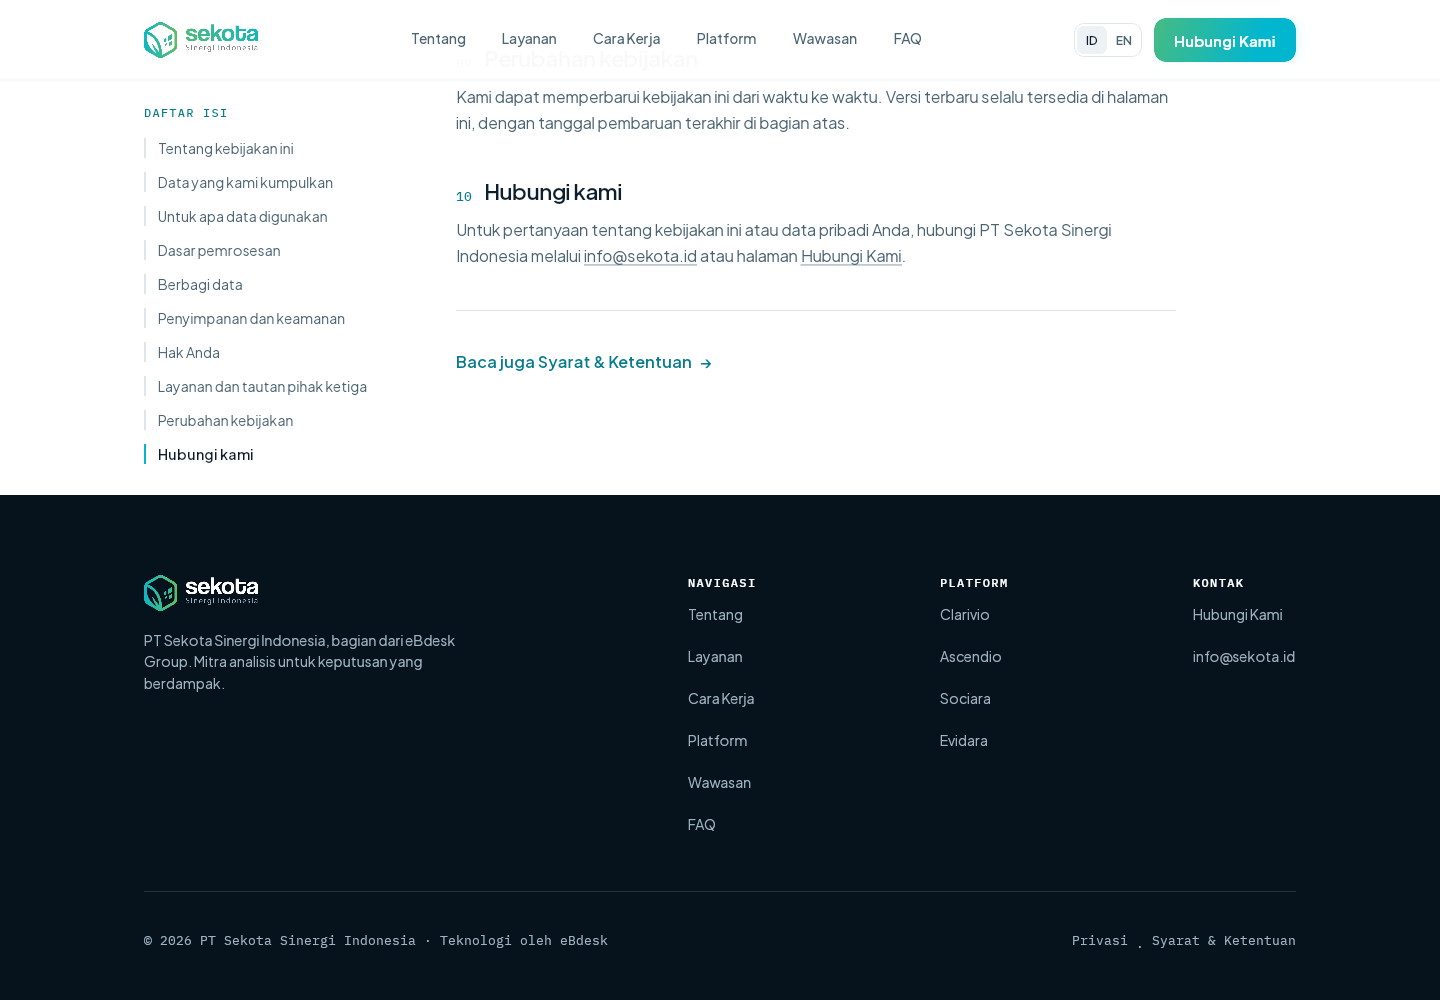 sekota
Sinergi Indonesia
Tentang
Layanan
Cara Kerja
Platform
Wawasan
FAQ
ID
EN
Hubungi Kami
DAFTAR ISI
Tentang kebijakan ini
Data yang kami kumpulkan
Untuk apa data digunakan
Dasar pemrosesan
Berbagi data
Penyimpanan dan keamanan
Hak Anda
Layanan dan tautan pihak ketiga
Perubahan kebijakan
Hubungi kami
Perubahan kebijakan
Kami dapat memperbarui kebijakan ini dari waktu ke waktu. Versi terbaru selalu tersedia di halaman
ini, dengan tanggal pembaruan terakhir di bagian atas.
10 Hubungi kami
Untuk pertanyaan tentang kebijakan ini atau data pribadi Anda, hubungi PT Sekota Sinergi
Indonesia melalui info@sekota.id atau halaman Hubungi Kami.
Baca juga Syarat & Ketentuan →
sekota
Sinergi Indonesia
PT Sekota Sinergi Indonesia, bagian dari eBdesk
Group. Mitra analisis untuk keputusan yang
berdampak.
NAVIGASI
Tentang
Layanan
Cara Kerja
Platform
Wawasan
FAQ
PLATFORM
Clarivio
Ascendio
Sociara
Evidara
KONTAK
Hubungi Kami
info@sekota.id
© 2026 PT Sekota Sinergi Indonesia · Teknologi oleh eBdesk
Privasi · Syarat & Ketentuan